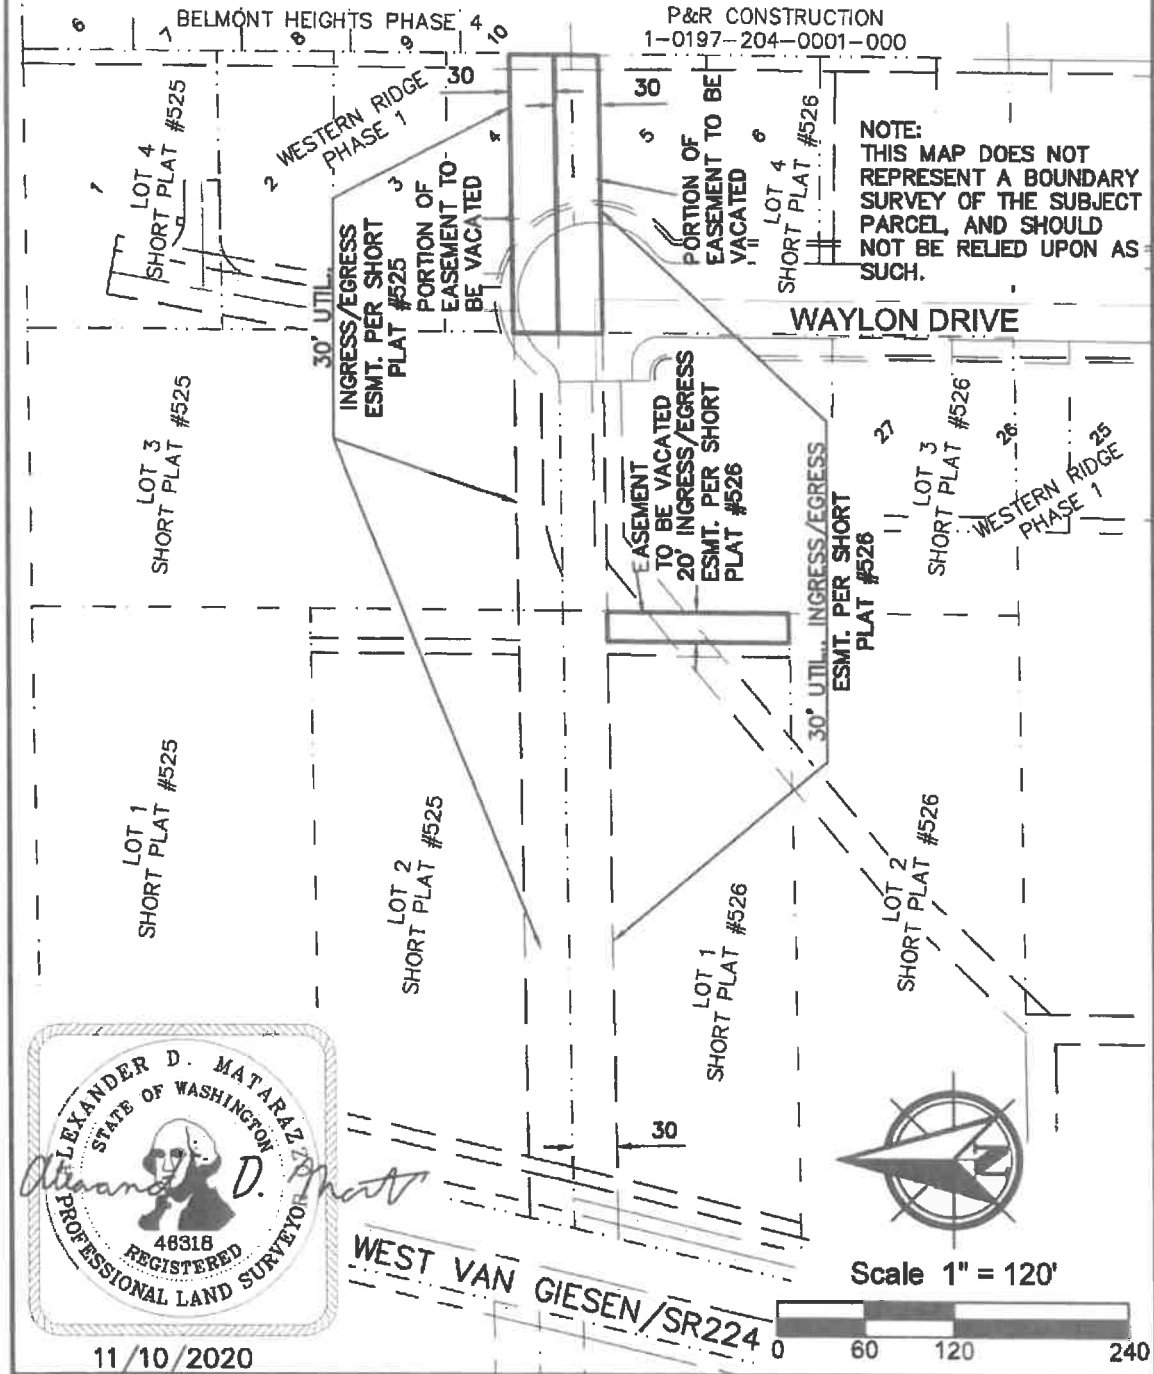 BELMONT HEIGHTS PHASE 4
P&R CONSTRUCTION
1-0197-204-0001-000
6
7
8
9
10
30
30
WESTERN RIDGE
PHASE 1
LOT 4
SHORT PLAT #525
1
2
3
4
5
6
PORTION OF
EASEMENT TO
BE VACATED
PORTION OF
EASEMENT TO BE
VACATED
LOT 4
SHORT PLAT #526
NOTE:
THIS MAP DOES NOT
REPRESENT A BOUNDARY
SURVEY OF THE SUBJECT
PARCEL, AND SHOULD
NOT BE RELIED UPON AS
SUCH.
30' UTIL.,
INGRESS/EGRESS
ESMT. PER SHORT
PLAT #525
WAYLON DRIVE
LOT 3
SHORT PLAT #525
EASEMENT
TO BE VACATED
20' INGRESS/EGRESS
ESMT. PER SHORT
PLAT #526
27
26
25
LOT 3
SHORT PLAT #526
WESTERN RIDGE
PHASE 1
30' UTIL., INGRESS/EGRESS
ESMT. PER SHORT
PLAT #526
LOT 1
SHORT PLAT #525
LOT 2
SHORT PLAT #525
LOT 1
SHORT PLAT #526
LOT 2
SHORT PLAT #526
30
ALEXANDER D. MATARAZZO
STATE OF WASHINGTON
46316
REGISTERED
PROFESSIONAL LAND SURVEYOR
11/10/2020
WEST VAN GIESEN/SR224
N
Scale 1" = 120'
0 60 120 240